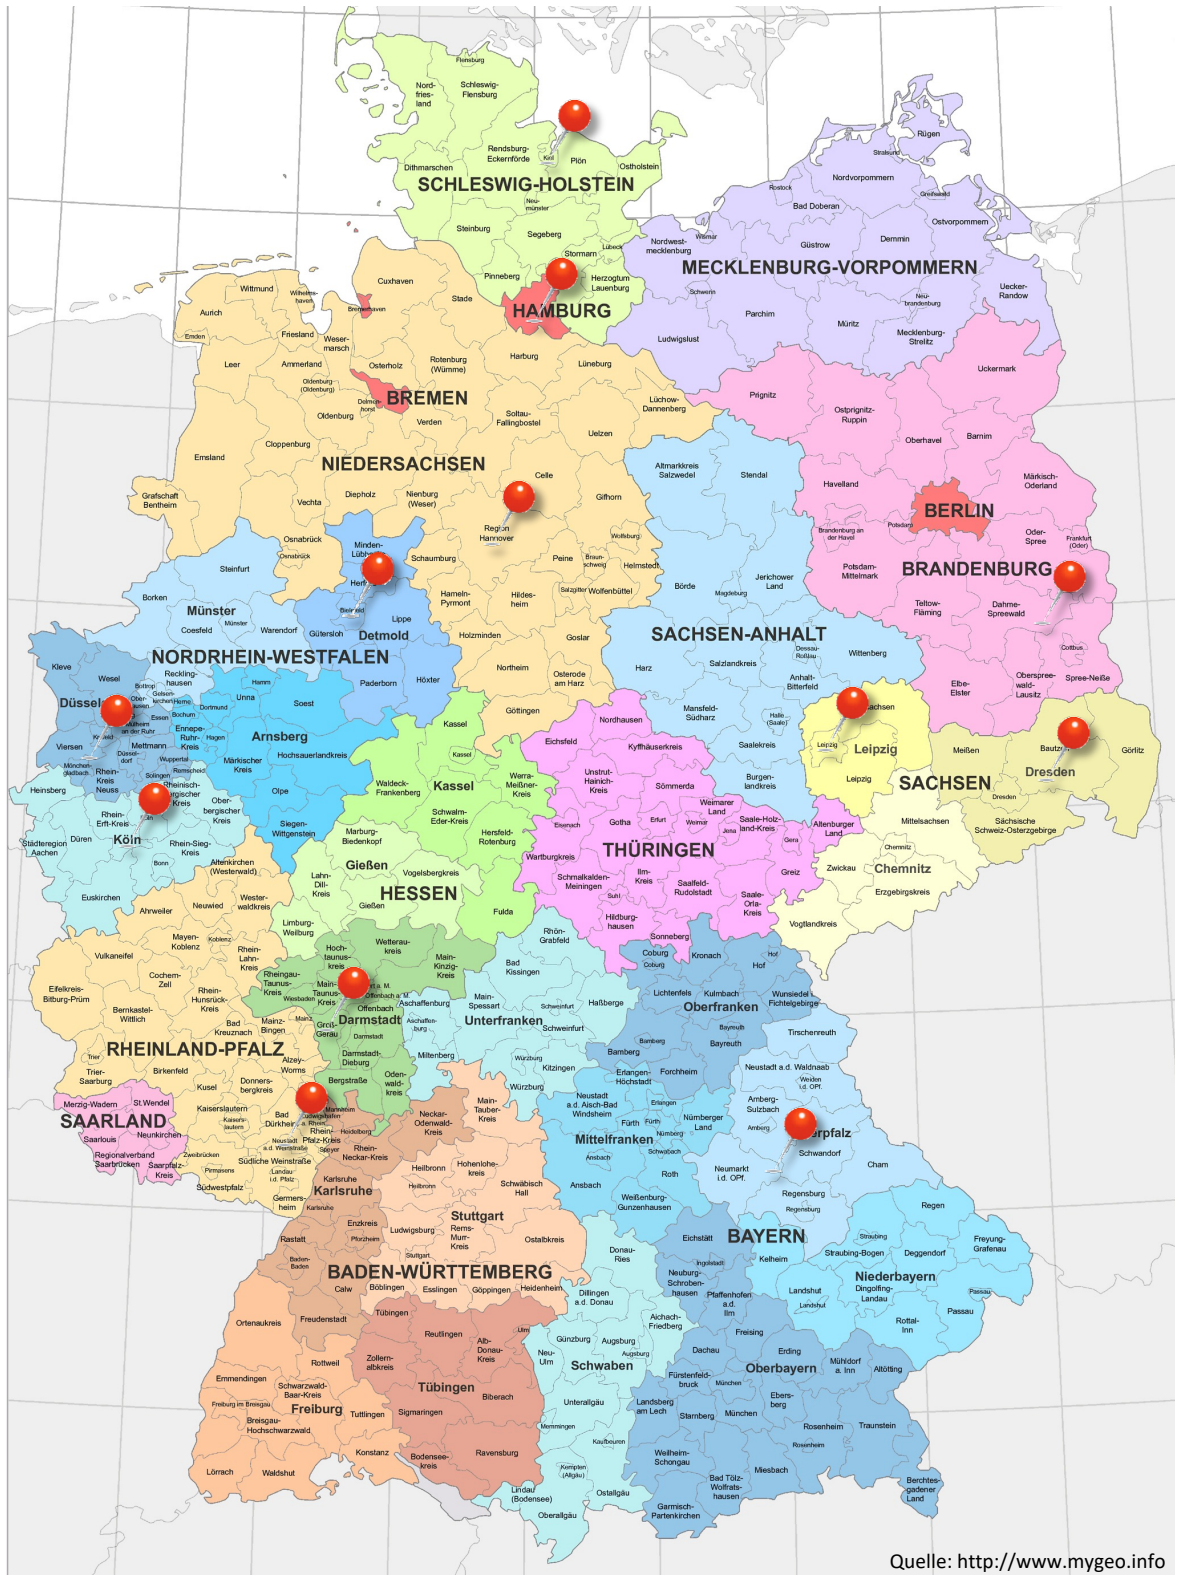 Flensburg
Nord-
fries-
land
Schleswig-
Flensburg
Rendsburg-
Eckernförde
Kiel
Plön
Ostholstein
Dithmarschen
SCHLESWIG-HOLSTEIN
Neu-
münster
Steinburg
Segeberg
Lübeck
Stormarn
Pinneberg
Herzogtum
Lauenburg
HAMBURG
Rügen
Stralsund
Nordvorpommern
Rostock
Greifswald
Bad Doberan
Ostvorpommern
Nordwest-
mecklenburg
Wismar
Güstrow
Demmin
MECKLENBURG-VORPOMMERN
Schwerin
Neu-
brandenburg
Uecker-
Randow
Parchim
Müritz
Mecklenburg-
Strelitz
Ludwigslust
Cuxhaven
Wittmund
Wilhelms-
haven
Stade
Aurich
Bremerhaven
Emden
Friesland
Weser-
marsch
Leer
Ammerland
Osterholz
Rotenburg
(Wümme)
Harburg
Lüneburg
Oldenburg
(Oldenburg)
BREMEN
Delmen-
horst
Oldenburg
Verden
Soltau-
Fallingbostel
Lüchow-
Dannenberg
Uelzen
Cloppenburg
Emsland
NIEDERSACHSEN
Celle
Vechta
Diepholz
Nienburg
(Weser)
Gifhorn
Grafschaft
Bentheim
Region
Hannover
Wolfsburg
Osnabrück
Osnabrück
Schaumburg
Peine
Braun-
schweig
Helmstedt
Hameln-
Pyrmont
Hildes-
heim
Salzgitter
Wolfenbüttel
Holzminden
Goslar
Northeim
Osterode
am Harz
Göttingen
Uckermark
Prignitz
Ostprignitz-
Ruppin
Oberhavel
Barnim
Havelland
Märkisch-
Oderland
BERLIN
Brandenburg an
der Havel
Potsdam
Oder-
Spree
Frankfurt
(Oder)
Potsdam-
Mittelmark
BRANDENBURG
Teltow-
Fläming
Dahme-
Spreewald
Cottbus
Elbe-
Elster
Oberspree-
wald-
Lausitz
Spree-Neiße
Altmarkkreis
Salzwedel
Stendal
Börde
Jerichower
Land
Magdeburg
SACHSEN-ANHALT
Dessau-
Roßlau
Wittenberg
Harz
Salzlandkreis
Anhalt-
Bitterfeld
Mansfeld-
Südharz
Halle
(Saale)
Saalekreis
Burgen-
landkreis
Minden-
Steinfurt
Borken
Münster
Münster
Coesfeld
Warendorf
Bielefeld
Lippe
Gütersloh
Detmold
NORDRHEIN-WESTFALEN
Paderborn
Höxter
Kleve
Wesel
Reckling-
hausen
Bottrop
Gelsen-
kirchen
Herne
Hamm
Unna
Soest
Dortmund
Bochum
Essen
Viersen
Mettmann
Ennepe-
Ruhr-
Kreis
Hagen
Arnsberg
Hochsauerlandkreis
Märkischer
Kreis
Mönchen-
gladbach
Düssel-
dorf
Wuppertal
Remscheid
Solingen
Rhein-
Kreis
Neuss
Heinsberg
Rhein-
Erft-Kreis
Ober-
bergischer
Kreis
Olpe
Siegen-
Wittgenstein
Köln
Düren
Städteregion
Aachen
Rhein-Sieg-
Kreis
Bonn
Euskirchen
Kassel
Kassel
Waldeck-
Frankenberg
Kassel
Werra-
Meißner-
Kreis
Schwalm-
Eder-Kreis
Hersfeld-
Rotenburg
Marburg-
Biedenkopf
Gießen
Vogelsbergkreis
Lahn-
Dill-
Kreis
HESSEN
Gießen
Fulda
Limburg-
Weilburg
Hoch-
taunus-
kreis
Wetterau-
kreis
Main-
Kinzig-
Kreis
Rheingau-
Taunus-
Kreis
Main-
Taunus-
Kreis
Wiesbaden
Offenbach a. M.
Offenbach
Groß-
Gerau
Darmstadt
Darmstadt
Darmstadt-
Dieburg
Bergstraße
Oden-
wald-
kreis
Nordhausen
Eichsfeld
Kyffhäuserkreis
Unstrut-
Hainich-
Kreis
Sömmerda
Weimarer
Land
Eisenach
Gotha
Erfurt
Weimar
Jena
Saale-Holz-
land-Kreis
Gera
Altenburger
Land
Wartburgkreis
THÜRINGEN
Schmalkalden-
Meiningen
Ilm-
Kreis
Suhl
Saalfeld-
Rudolstadt
Greiz
Saale-
Orla-
Kreis
Hildburg-
hausen
Sonneberg
Leipzig
Leipzig
Leipzig
Meißen
Görlitz
Dresden
SACHSEN
Dresden
Mittelsachsen
Sächsische
Schweiz-Osterzgebirge
Chemnitz
Chemnitz
Zwickau
Erzgebirgskreis
Vogtlandkreis
Altenkirchen
(Westerwald)
Ahrweiler
Neuwied
Wester-
waldkreis
Mayen-
Koblenz
Koblenz
Vulkaneifel
Rhein-
Lahn-
Kreis
Cochem-
Zell
Eifelkreis-
Bitburg-Prüm
Rhein-
Hunsrück-
Kreis
Bernkastel-
Wittlich
Mainz
Mainz-
Bingen
Bad
Kreuznach
RHEINLAND-PFALZ
Alzey-
Worms
Trier
Trier-
Saarburg
Birkenfeld
Kusel
Donners-
bergkreis
Kaiserslautern
Kaisers-
lautern
Bad
Dürkheim
Rhein-
Pfalz-Kreis
Speyer
Neustadt
a.d. Weinstraße
Zweibrücken
Pirmasens
Südliche Weinstraße
Landau
i.d. Pfalz
Südwestpfalz
Germers-
heim
Merzig-Wadern
St.Wendel
SAARLAND
Saarlouis
Neunkirchen
Regionalverband
Saarbrücken
Saarpfalz-
Kreis
Mannheim
Heidelberg
Neckar-
Odenwald-
Kreis
Main-
Tauber-
Kreis
Rhein-
Neckar-Kreis
Heilbronn
Heilbronn
Hohenlohe-
kreis
Karlsruhe
Karlsruhe
Karlsruhe
Schwäbisch
Hall
Enzkreis
Pforzheim
Ludwigsburg
Stuttgart
Rems-
Murr-
Kreis
Ostalbkreis
Rastatt
Baden-
Baden
Stuttgart
BADEN-WÜRTTEMBERG
Calw
Böblingen
Esslingen
Göppingen
Heidenheim
Freudenstadt
Tübingen
Reutlingen
Ulm
Alb-
Donau-
Kreis
Ortenaukreis
Rottweil
Zollern-
albkreis
Emmendingen
Tübingen
Biberach
Schwarzwald-
Baar-Kreis
Freiburg im Breisgau
Freiburg
Tuttlingen
Sigmaringen
Breisgau-
Hochschwarzwald
Konstanz
Ravensburg
Bodensee-
kreis
Lörrach
Waldshut
Rhön-
Grabfeld
Bad
Kissingen
Coburg
Coburg
Kronach
Hof
Hof
Aschaffenburg
Aschaffen-
burg
Main-
Spessart
Schweinfurt
Schweinfurt
Haßberge
Lichtenfels
Kulmbach
Wunsiedel i.
Fichtelgebirge
Oberfranken
Unterfranken
Bayreuth
Bayreuth
Tirschenreuth
Miltenberg
Würzburg
Würzburg
Kitzingen
Bamberg
Bamberg
Forchheim
Erlangen-
Höchstadt
Neustadt a.d. Waldnaab
Weiden
i.d. OPf.
Neustadt
a.d. Aisch-Bad
Windsheim
Erlangen
Fürth
Fürth
Nürnberger
Land
Nürnberg
Schwabach
Mittelfranken
Ansbach
Ansbach
Roth
Weißenburg-
Gunzenhausen
Amberg-
Sulzbach
Amberg
Schwandorf
Neumarkt
i.d. OPf.
Cham
Regensburg
Regensburg
BAYERN
Regen
Eichstätt
Ingolstadt
Kelheim
Straubing
Straubing-Bogen
Deggendorf
Freyung-
Grafenau
Niederbayern
Dingolfing-
Landau
Landshut
Landshut
Passau
Passau
Rottal-
Inn
Donau-
Ries
Neuburg-
Schroben-
hausen
Pfaffenhofen
a.d.
Ilm
Dillingen
a.d. Donau
Aichach-
Friedberg
Günzburg
Augsburg
Augsburg
Neu-
Ulm
Schwaben
Freising
Erding
Dachau
Oberbayern
Mühldorf
a. Inn
Altötting
Fürstenfeld-
bruck
München
München
Ebers-
berg
Landsberg
am Lech
Starnberg
Unterallgäu
Memmingen
Kaufbeuren
Rosenheim
Rosenheim
Traunstein
Weilheim-
Schongau
Miesbach
Bad Tölz-
Wolfrats-
hausen
Kempten
(Allgäu)
Ostallgäu
Lindau
(Bodensee)
Oberallgäu
Garmisch-
Partenkirchen
Berchtes-
gadener
Land
Quelle: http://www.mygeo.info